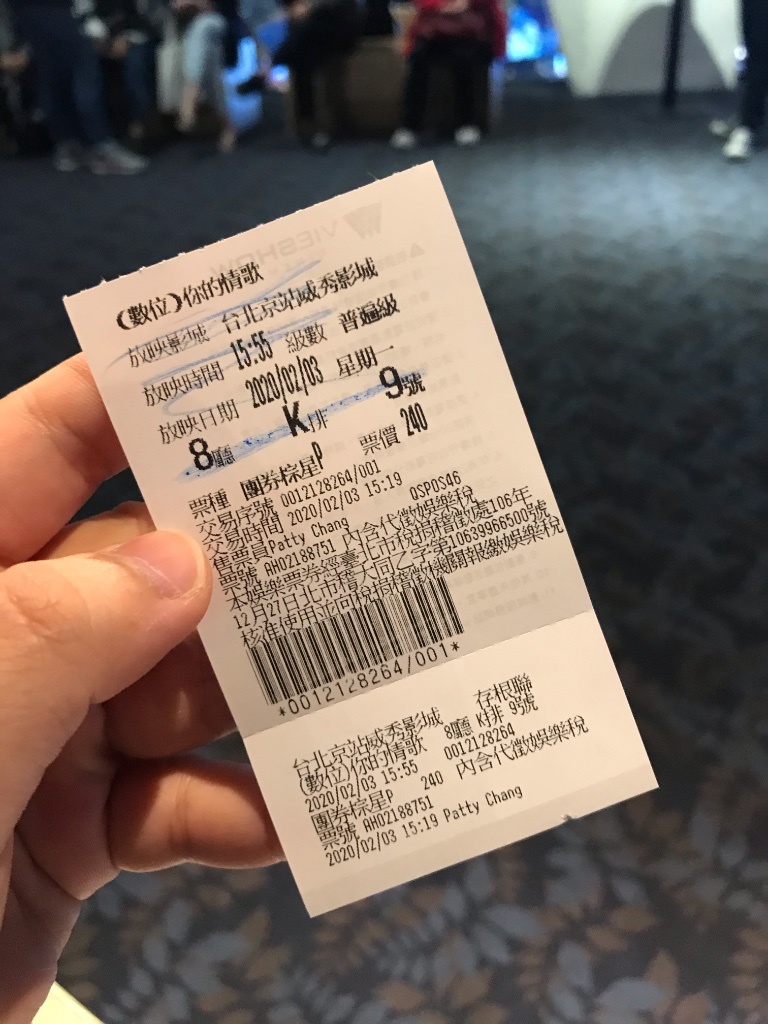 (數位)你的情歌
放映影城 台北京站威秀影城
放映時間 15:55 級數 普遍級
放映日期 2020/02/03 星期一
8廳 K排 9號
票種 團券棕星P 票價 240
交易序號 0012128264/001
交易時間 2020/02/03 15:19 OSPOS46
售票員Patty Chang
票號 AH02188751 內含代徵娛樂稅
本娛樂票券經臺北市稅捐稽徵處106年
12月27日北市稽大同乙字第10639966500號
核准使用並向稅捐稽徵機關報繳娛樂稅
*0012128264/001*
台北京站威秀影城 存根聯
(數位)你的情歌 8廳 K排 9號
2020/02/03 15:55 0012128264
團券棕星P 240 內含代徵娛樂稅
票號 AH02188751
2020/02/03 15:19 Patty Chang